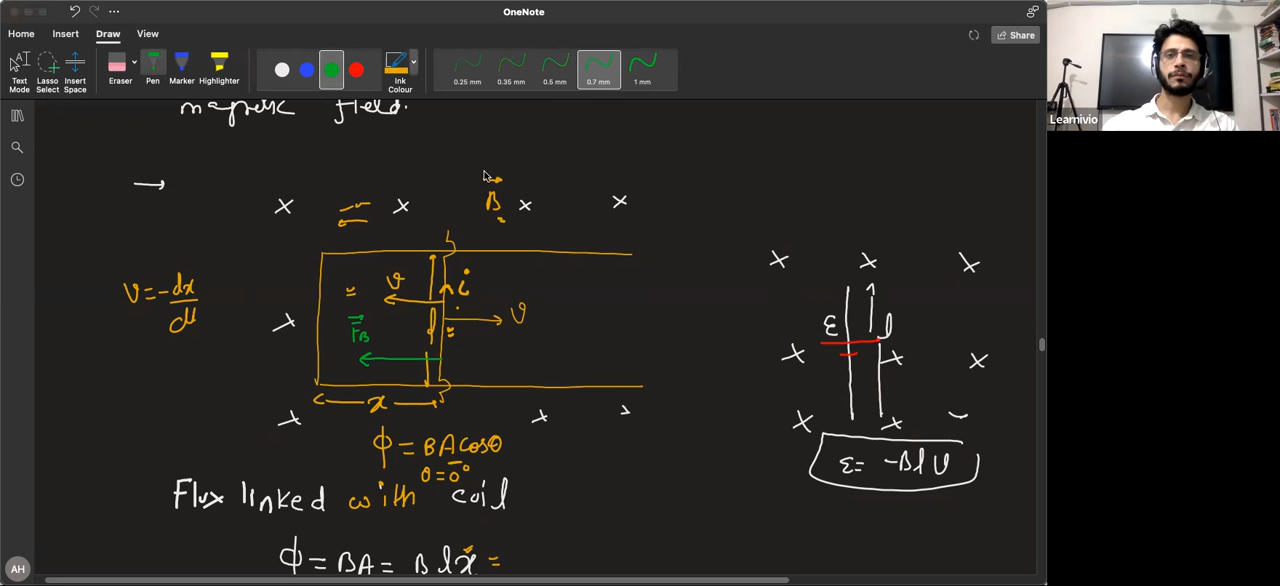 OneNote
Home Insert Draw View
Share
Text Mode
Lasso Select
Insert Space
Eraser
Pen
Marker
Highlighter
Ink Colour
0.25 mm
0.35 mm
0.5 mm
0.7 mm
1 mm
Learnivio
magnetic field.
→
B⃗
v
i
V = -dx/dt
F⃗B
l
v
x
ε
l
ε = -BlV
ϕ = BA cosθ
θ = 0°
Flux linked with coil
ϕ = BA = Blx =
AH